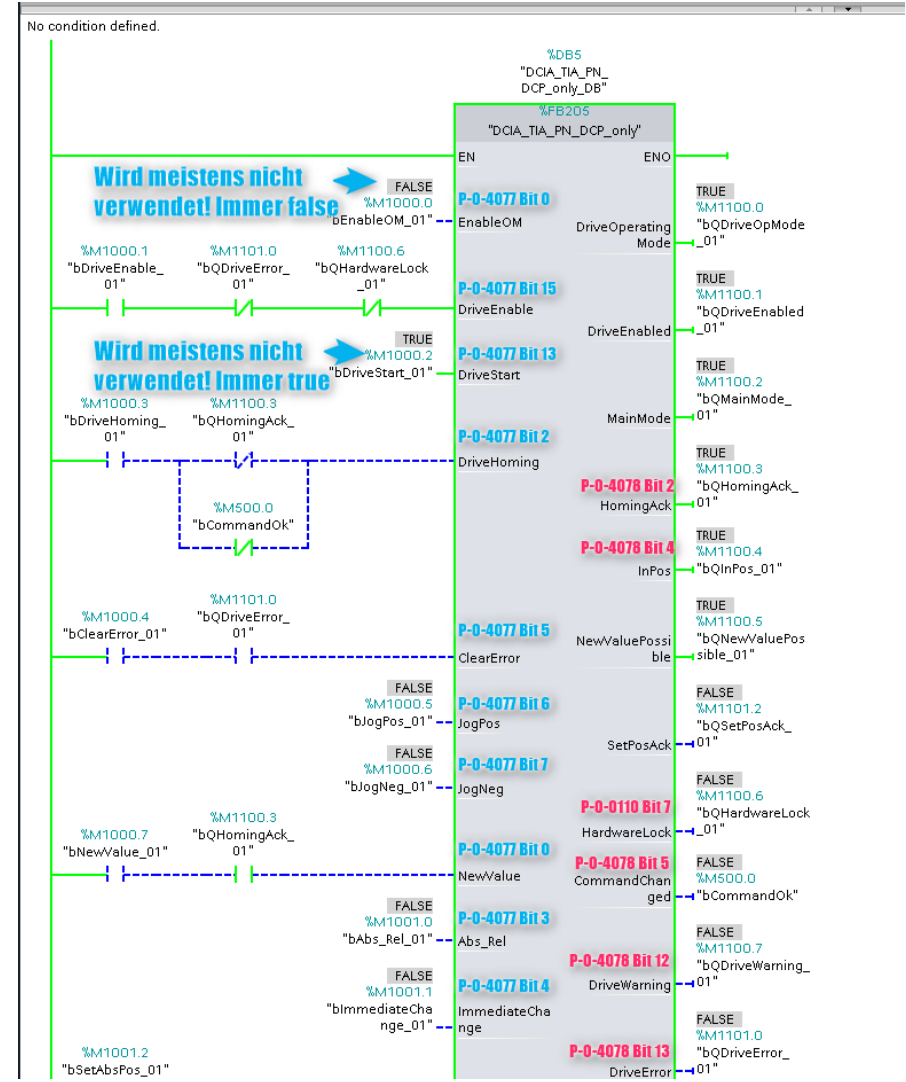 No condition defined.
%DB5
"DCIA_TIA_PN_
DCP_only_DB"
%FB205
"DCIA_TIA_PN_DCP_only"
EN
ENO
Wird meistens nicht
verwendet! Immer false
FALSE
%M1000.0
"bEnableOM_01"
P-0-4077 Bit 0
EnableOM
DriveOperating
Mode
TRUE
%M1100.0
"bQDriveOpMode
_01"
%M1000.1
"bDriveEnable_
01"
%M1101.0
"bQDriveError_
01"
%M1100.6
"bQHardwareLock
_01"
P-0-4077 Bit 15
DriveEnable
DriveEnabled
TRUE
%M1100.1
"bQDriveEnabled
_01"
Wird meistens nicht
verwendet! Immer true
TRUE
%M1000.2
"bDriveStart_01"
P-0-4077 Bit 13
DriveStart
MainMode
TRUE
%M1100.2
"bQMainMode_
01"
%M1000.3
"bDriveHoming_
01"
%M1100.3
"bQHomingAck_
01"
P-0-4077 Bit 2
DriveHoming
%M500.0
"bCommandOk"
P-0-4078 Bit 2
HomingAck
TRUE
%M1100.3
"bQHomingAck_
01"
P-0-4078 Bit 4
InPos
TRUE
%M1100.4
"bQInPos_01"
%M1000.4
"bClearError_01"
%M1101.0
"bQDriveError_
01"
P-0-4077 Bit 5
ClearError
NewValuePossi
ble
TRUE
%M1100.5
"bQNewValuePos
sible_01"
FALSE
%M1000.5
"bJogPos_01"
P-0-4077 Bit 6
JogPos
SetPosAck
FALSE
%M1101.2
"bQSetPosAck_
01"
FALSE
%M1000.6
"bJogNeg_01"
P-0-4077 Bit 7
JogNeg
P-0-0110 Bit 7
HardwareLock
FALSE
%M1100.6
"bQHardwareLock
_01"
%M1000.7
"bNewValue_01"
%M1100.3
"bQHomingAck_
01"
P-0-4077 Bit 0
NewValue
P-0-4078 Bit 5
CommandChan
ged
FALSE
%M500.0
"bCommandOk"
FALSE
%M1001.0
"bAbs_Rel_01"
P-0-4077 Bit 3
Abs_Rel
P-0-4078 Bit 12
DriveWarning
FALSE
%M1100.7
"bQDriveWarning_
01"
FALSE
%M1001.1
"bImmediateCha
nge_01"
P-0-4077 Bit 4
ImmediateCha
nge
P-0-4078 Bit 13
DriveError
FALSE
%M1101.0
"bQDriveError_
01"
%M1001.2
"bSetAbsPos_01"